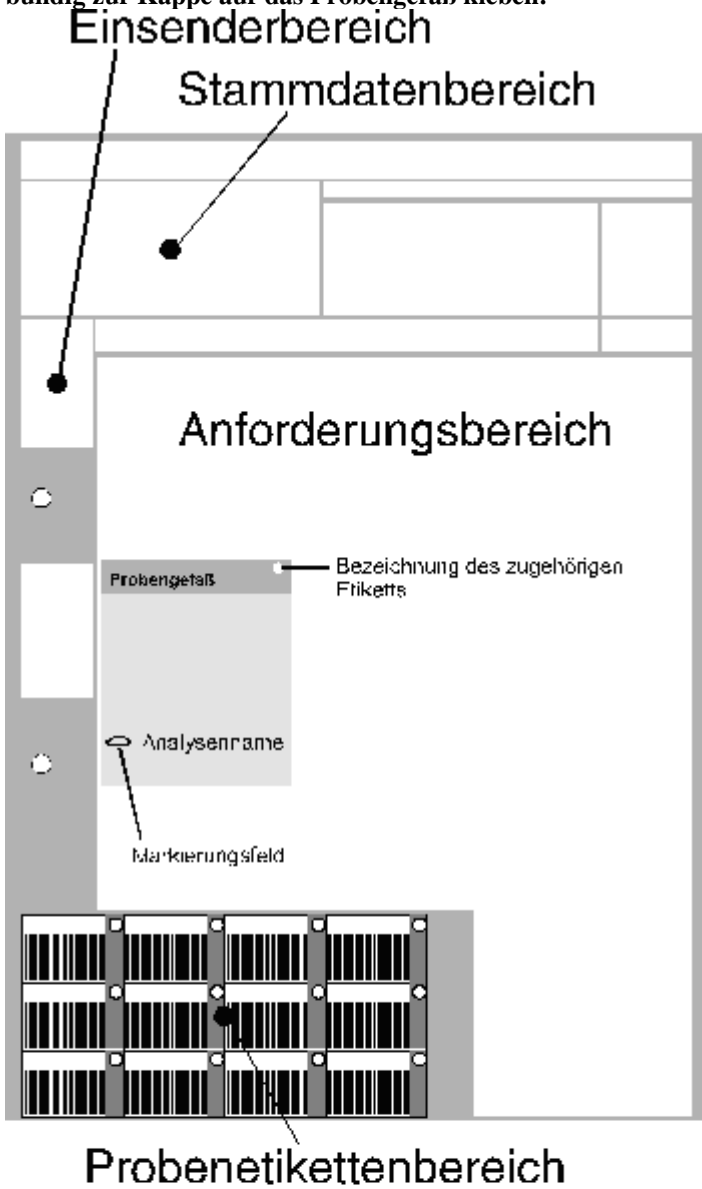 bündig zur Kappe auf das Probengefäß kleben!
Einsenderbereich
Stammdatenbereich
Anforderungsbereich
Bezeichnung des zugehörigen
Etiketts
Probengefäß
Analysenname
Markierungsfeld
Probenetikettenbereich